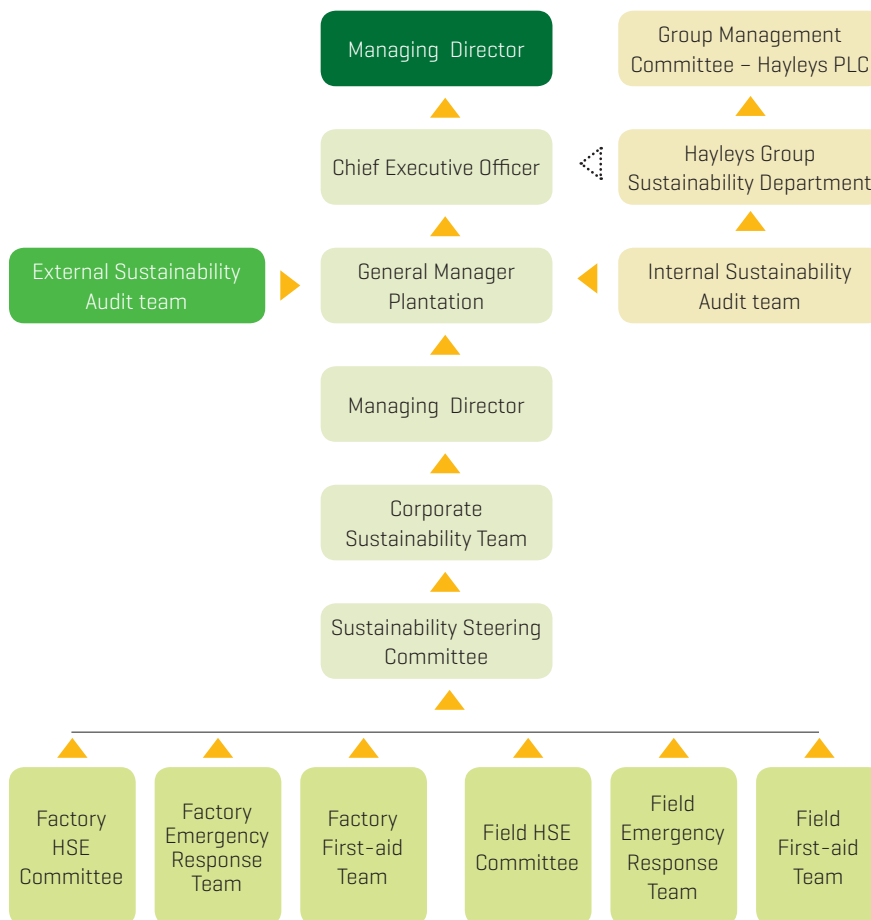 Managing Director
Group Management
Committee – Hayleys PLC
Chief Executive Officer
Hayleys Group
Sustainability Department
External Sustainability
Audit team
General Manager
Plantation
Internal Sustainability
Audit team
Managing Director
Corporate
Sustainability Team
Sustainability Steering
Committee
Factory
HSE
Committee
Factory
Emergency
Response
Team
Factory
First-aid
Team
Field HSE
Committee
Field
Emergency
Response
Team
Field
First-aid
Team